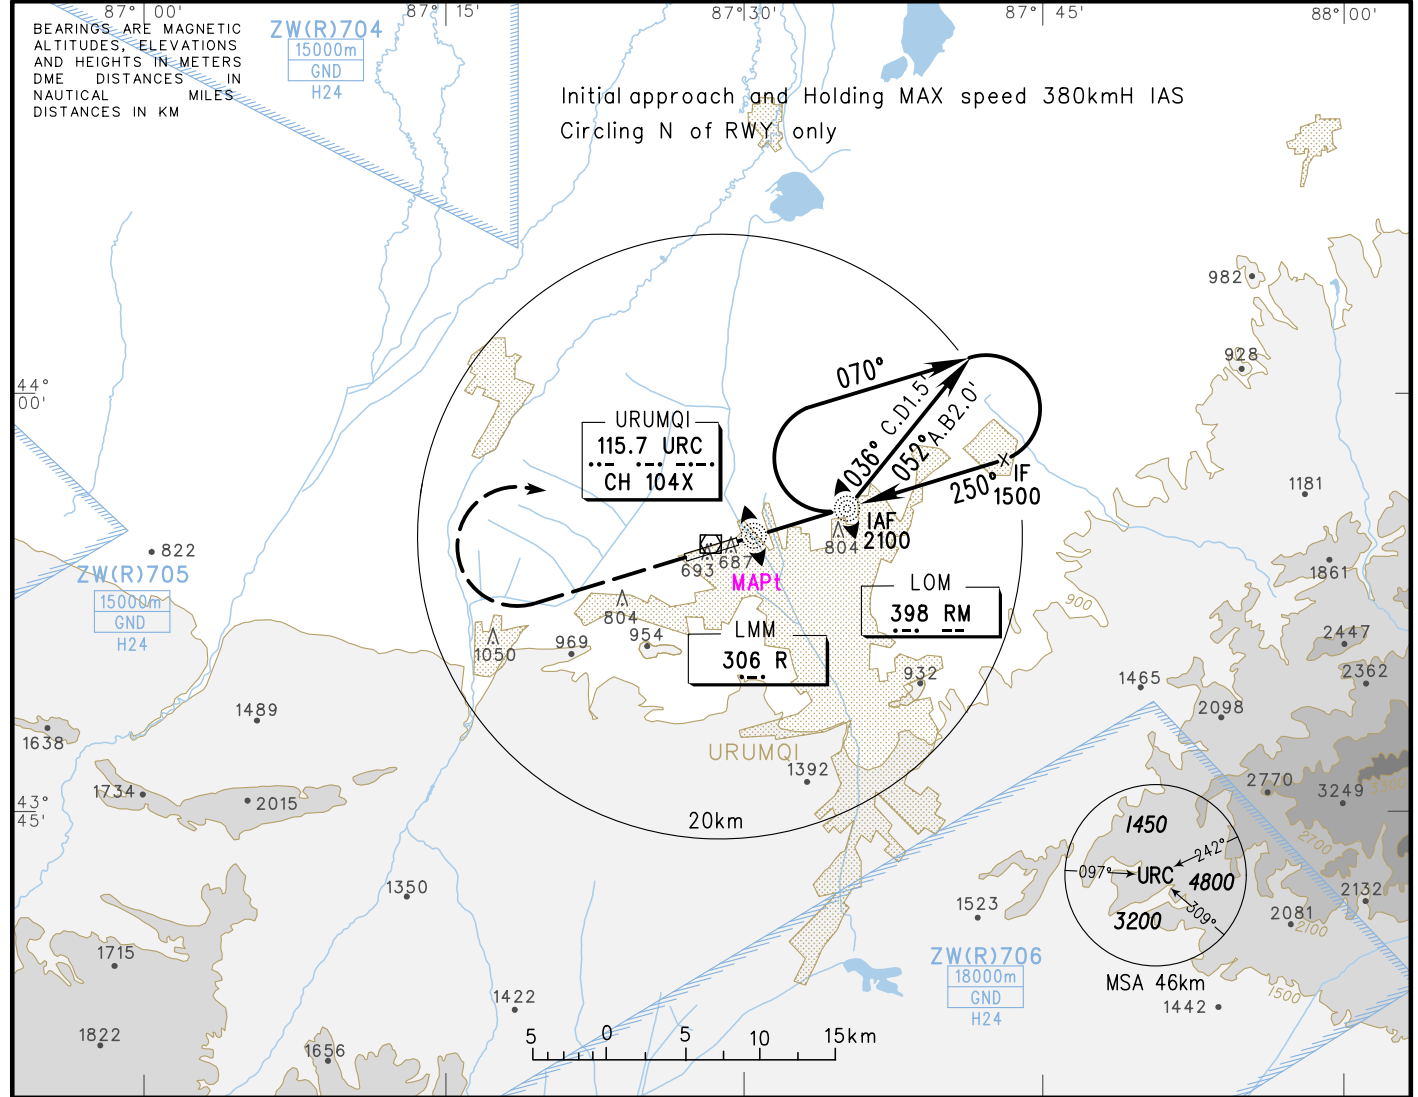 87° 00'
87° 15'
87° 30'
87° 45'
88° 00'
BEARINGS ARE MAGNETIC
ALTITUDES, ELEVATIONS
AND HEIGHTS IN METERS
DME DISTANCES IN
NAUTICAL MILES
DISTANCES IN KM
ZW(R)704
15000m
GND
H24
Initial approach and Holding MAX speed 380kmH IAS
Circling N of RWY only
982
928
44°
00'
070°
036° C.D1.5'
052° A.B2.0'
250°
IF
1500
URUMQI
115.7 URC
CH 104X
IAF
2100
804
693
687
MAPt
1181
822
ZW(R)705
15000m
GND
H24
1861
900
LOM
398 RM
804
LMM
306 R
1050
969
954
932
2447
2362
1465
2098
1489
1638
URUMQI
1392
2770
3249
3300
1734
2015
43°
45'
20km
2700
1450
242°
097°
URC
4800
309°
3200
MSA 46km
1350
1523
2132
2081
2100
1715
ZW(R)706
18000m
GND
H24
1500
1442
1422
1822
1656
5 0 5 10 15km